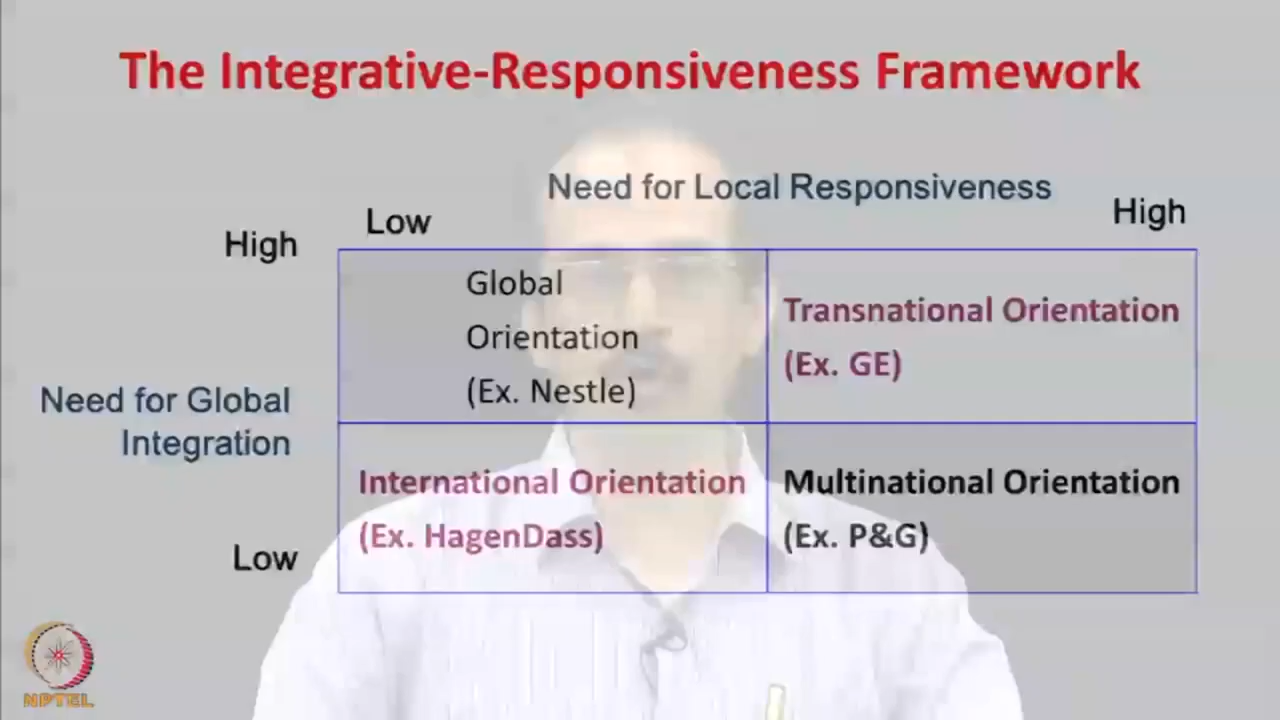 The Integrative-Responsiveness Framework
Need for Local Responsiveness
Low
High
High
Global
Orientation
(Ex. Nestle)
Transnational Orientation
(Ex. GE)
Need for Global
Integration
International Orientation
(Ex. HagenDass)
Multinational Orientation
(Ex. P&G)
Low
NPTEL